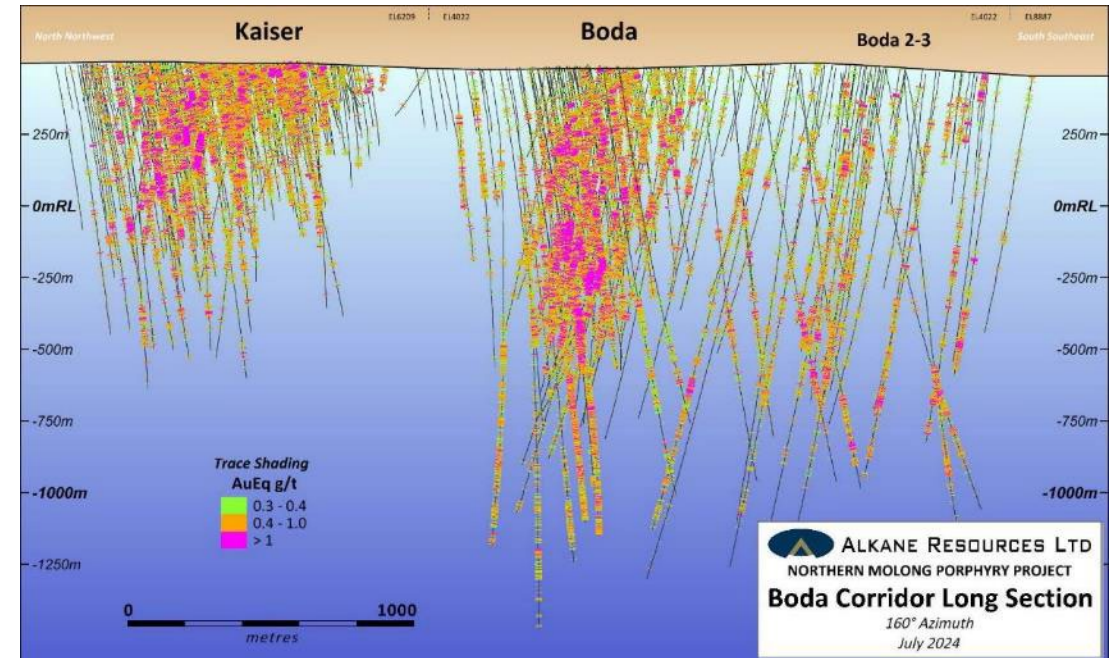 EL6209 EL4022 EL4022 EL8887
North Northwest Kaiser Boda Boda 2-3 South Southeast
250m 250m
0mRL 0mRL
-250m -250m
-500m -500m
-750m -750m
-1000m -1000m
-1250m
Trace Shading
AuEq g/t
0.3 - 0.4
0.4 - 1.0
> 1
0 1000
metres
ALKANE RESOURCES LTD
NORTHERN MOLONG PORPHYRY PROJECT
Boda Corridor Long Section
160° Azimuth
July 2024